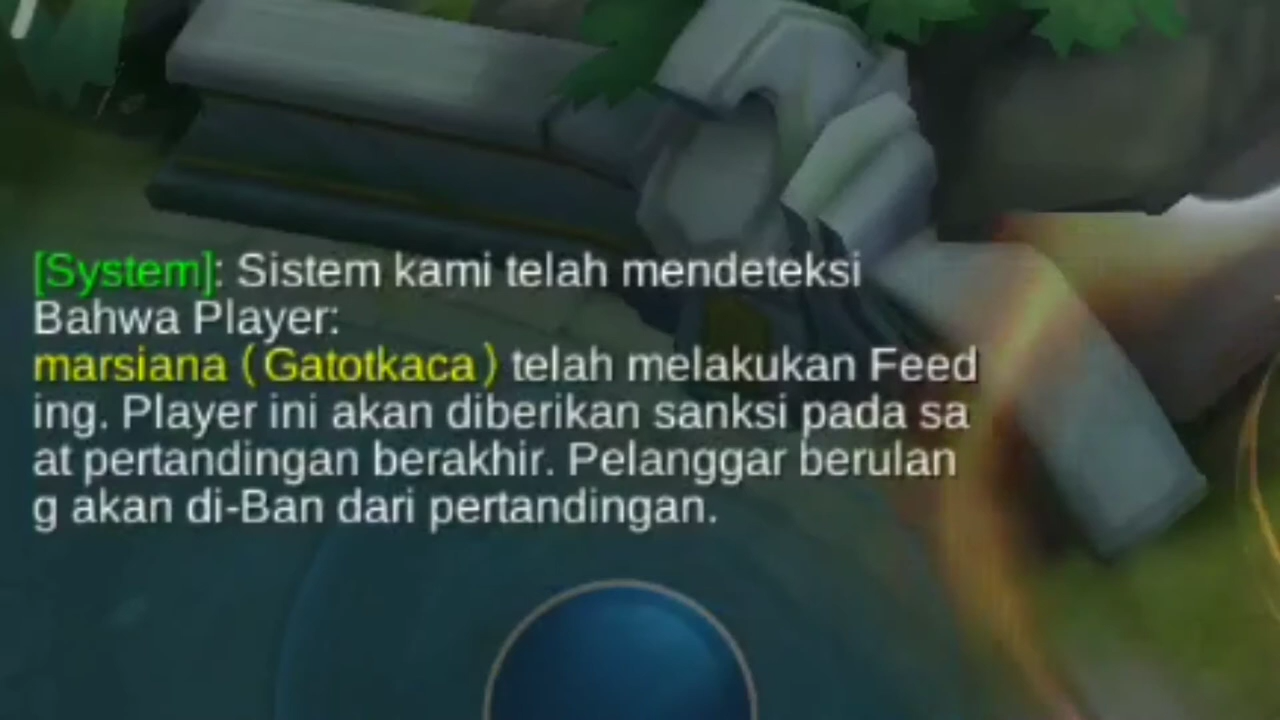 [System]: Sistem kami telah mendeteksi
Bahwa Player:
marsiana (Gatotkaca) telah melakukan Feed
ing. Player ini akan diberikan sanksi pada sa
at pertandingan berakhir. Pelanggar berulan
g akan di-Ban dari pertandingan.